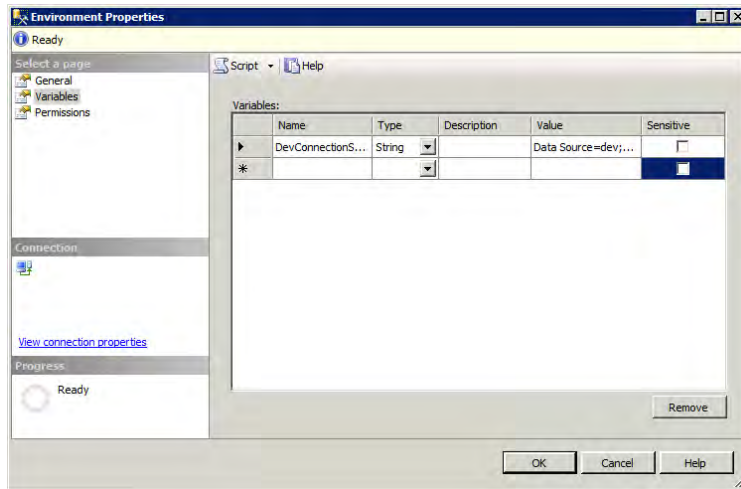 Environment Properties
Ready
Select a page
General
Variables
Permissions
Script Help
Variables:
Name Type Description Value Sensitive
DevConnectionS... String Data Source=dev;...
Connection
View connection properties
Progress
Ready
Remove
OK Cancel Help